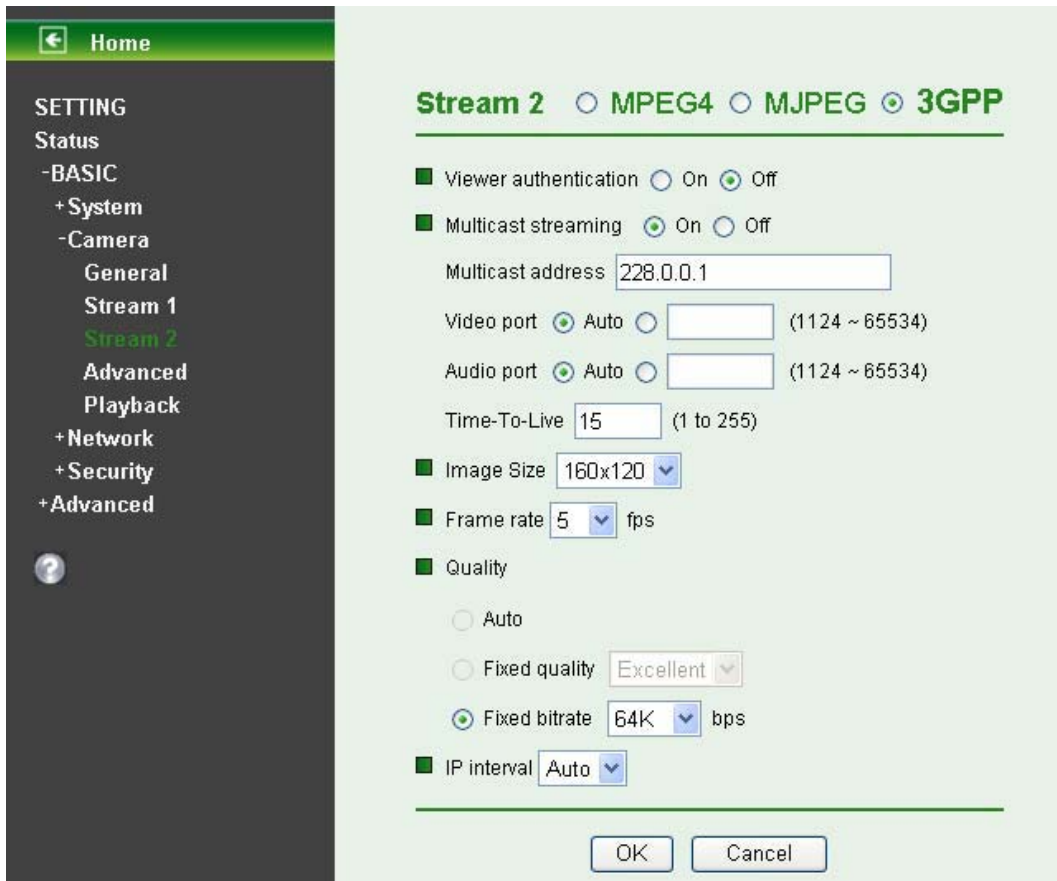 Home
SETTING
Status
-BASIC
+System
-Camera
General
Stream 1
Stream 2
Advanced
Playback
+Network
+Security
+Advanced
?
Stream 2 MPEG4 MJPEG 3GPP
Viewer authentication On Off
Multicast streaming On Off
Multicast address 228.0.0.1
Video port Auto (1124 ~ 65534)
Audio port Auto (1124 ~ 65534)
Time-To-Live 15 (1 to 255)
Image Size 160x120
Frame rate 5 fps
Quality
Auto
Fixed quality Excellent
Fixed bitrate 64K bps
IP interval Auto
OK Cancel